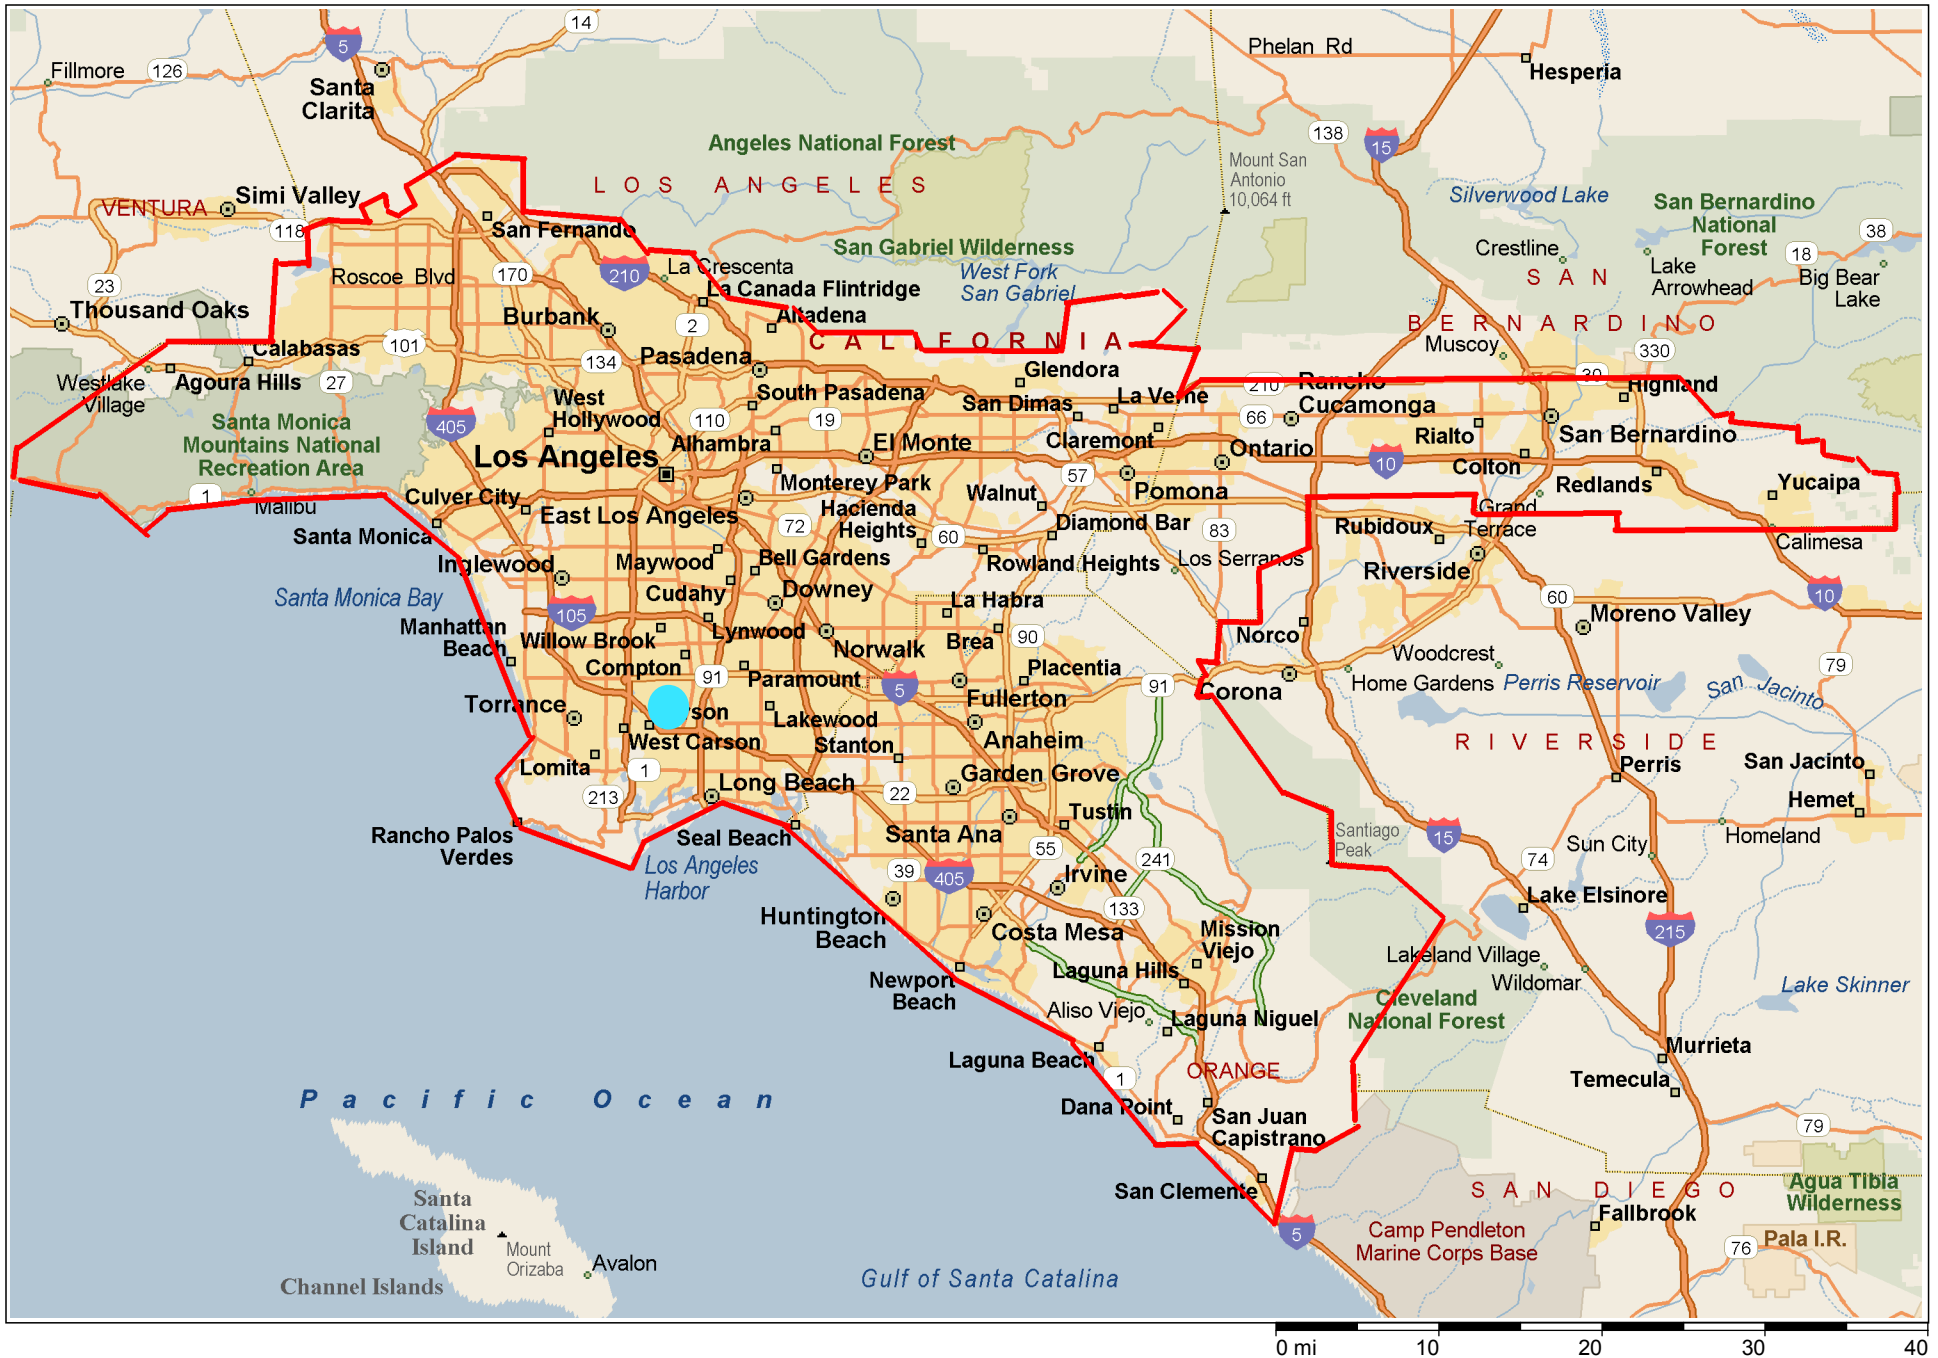 14
5
Phelan Rd
Fillmore
126
Hesperia
Santa
Clarita
138
15
Angeles National Forest
Mount San
Antonio
10,064 ft
LOS ANGELES
Silverwood Lake
San Bernardino
National
Forest
Simi Valley
VENTURA
118
San Fernando
38
San Gabriel Wilderness
Crestline
18
Lake
Arrowhead
Big Bear
Lake
SAN
West Fork
San Gabriel
La Crescenta
Roscoe Blvd
170
210
23
La Canada Flintridge
Thousand Oaks
Burbank
Altadena
2
BERNARDINO
CALIFORNIA
Muscoy
330
101
Calabasas
134
Pasadena
Glendora
30
Westlake
Village
Agoura Hills
27
210
Rancho
Cucamonga
Highland
South Pasadena
West
Hollywood
San Dimas
La Verne
66
110
19
Santa Monica
Mountains National
Recreation Area
405
Alhambra
El Monte
Claremont
Ontario
Rialto
San Bernardino
Los Angeles
10
Colton
57
Monterey Park
Walnut
Pomona
Redlands
Yucaipa
1
Malibu
Culver City
East Los Angeles
Hacienda
Heights
Diamond Bar
Grand
Terrace
Santa Monica
72
60
83
Rubidoux
Calimesa
Inglewood
Maywood
Bell Gardens
Rowland Heights
Los Serranos
Riverside
Santa Monica Bay
Cudahy
Downey
La Habra
60
10
105
Moreno Valley
Manhattan
Beach
Willow Brook
Lynwood
Norwalk
Brea
90
Norco
Compton
Placentia
Woodcrest
79
91
Paramount
5
Fullerton
91
Corona
Home Gardens
Perris Reservoir
San Jacinto
Torrance
son
Lakewood
West Carson
Stanton
Anaheim
RIVERSIDE
Lomita
1
Perris
San Jacinto
213
Long Beach
22
Garden Grove
Hemet
Tustin
Rancho Palos
Verdes
Seal Beach
Santa Ana
Santiago
Peak
15
Homeland
Los Angeles
Harbor
55
241
74
Sun City
39
405
Irvine
Lake Elsinore
133
Huntington
Beach
Costa Mesa
Mission
Viejo
215
Lakeland Village
Laguna Hills
Wildomar
Newport
Beach
Cleveland
National Forest
Lake Skinner
Aliso Viejo
Laguna Niguel
Laguna Beach
Murrieta
1
ORANGE
Temecula
Pacific Ocean
Dana Point
San Juan
Capistrano
79
San Clemente
SAN DIEGO
Agua Tibia
Wilderness
Santa
Catalina
Island
Fallbrook
5
Camp Pendleton
Marine Corps Base
76
Pala I.R.
Mount
Orizaba
Avalon
Channel Islands
Gulf of Santa Catalina
0 mi
10
20
30
40